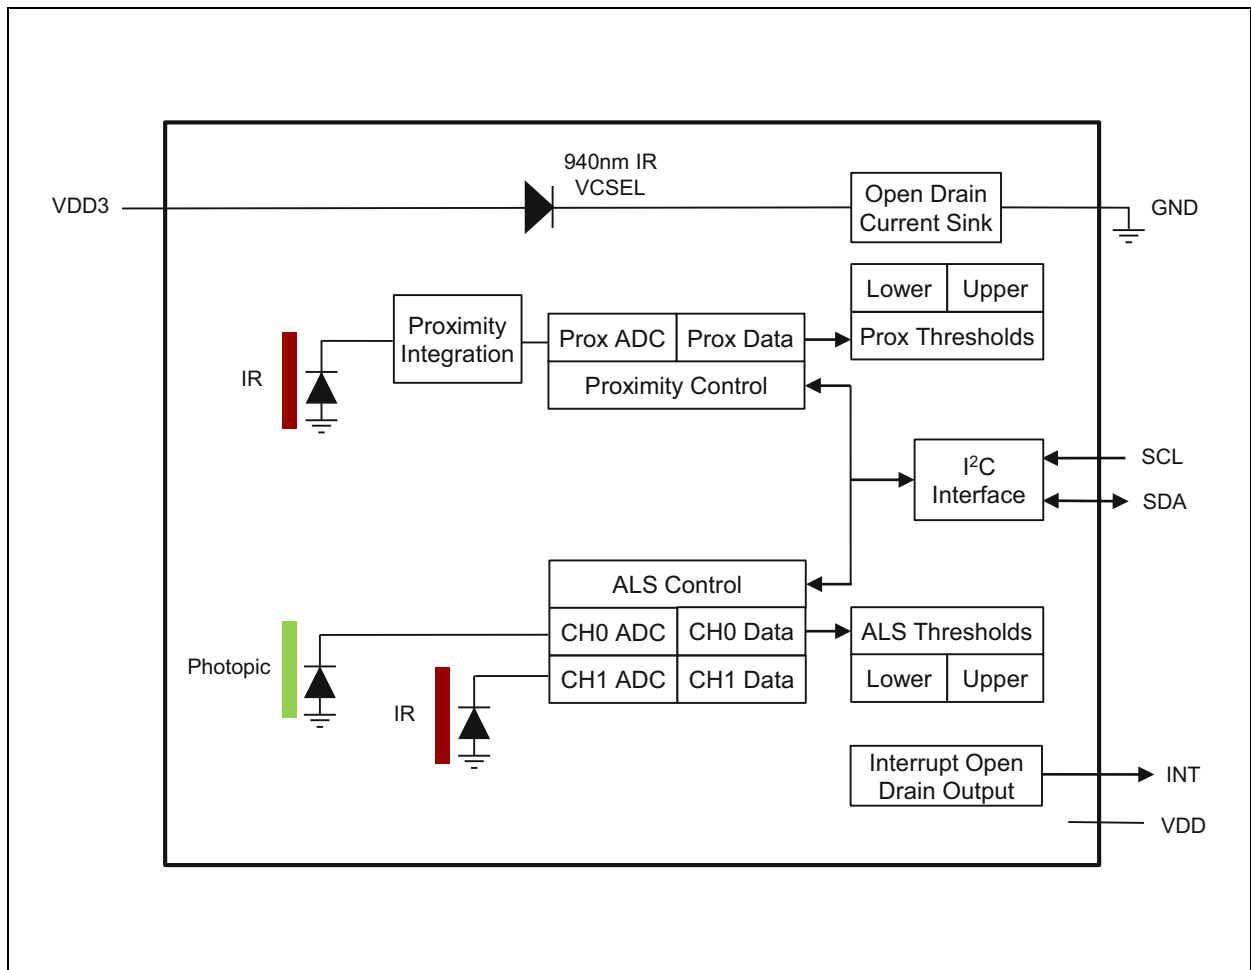 940nm IR
VCSEL
VDD3
Open Drain
Current Sink
GND
Lower
Upper
Prox Thresholds
Proximity
Integration
Prox ADC
Prox Data
Proximity Control
IR
I²C
Interface
SCL
SDA
ALS Control
CH0 ADC
CH0 Data
CH1 ADC
CH1 Data
ALS Thresholds
Lower
Upper
Photopic
IR
Interrupt Open
Drain Output
INT
VDD